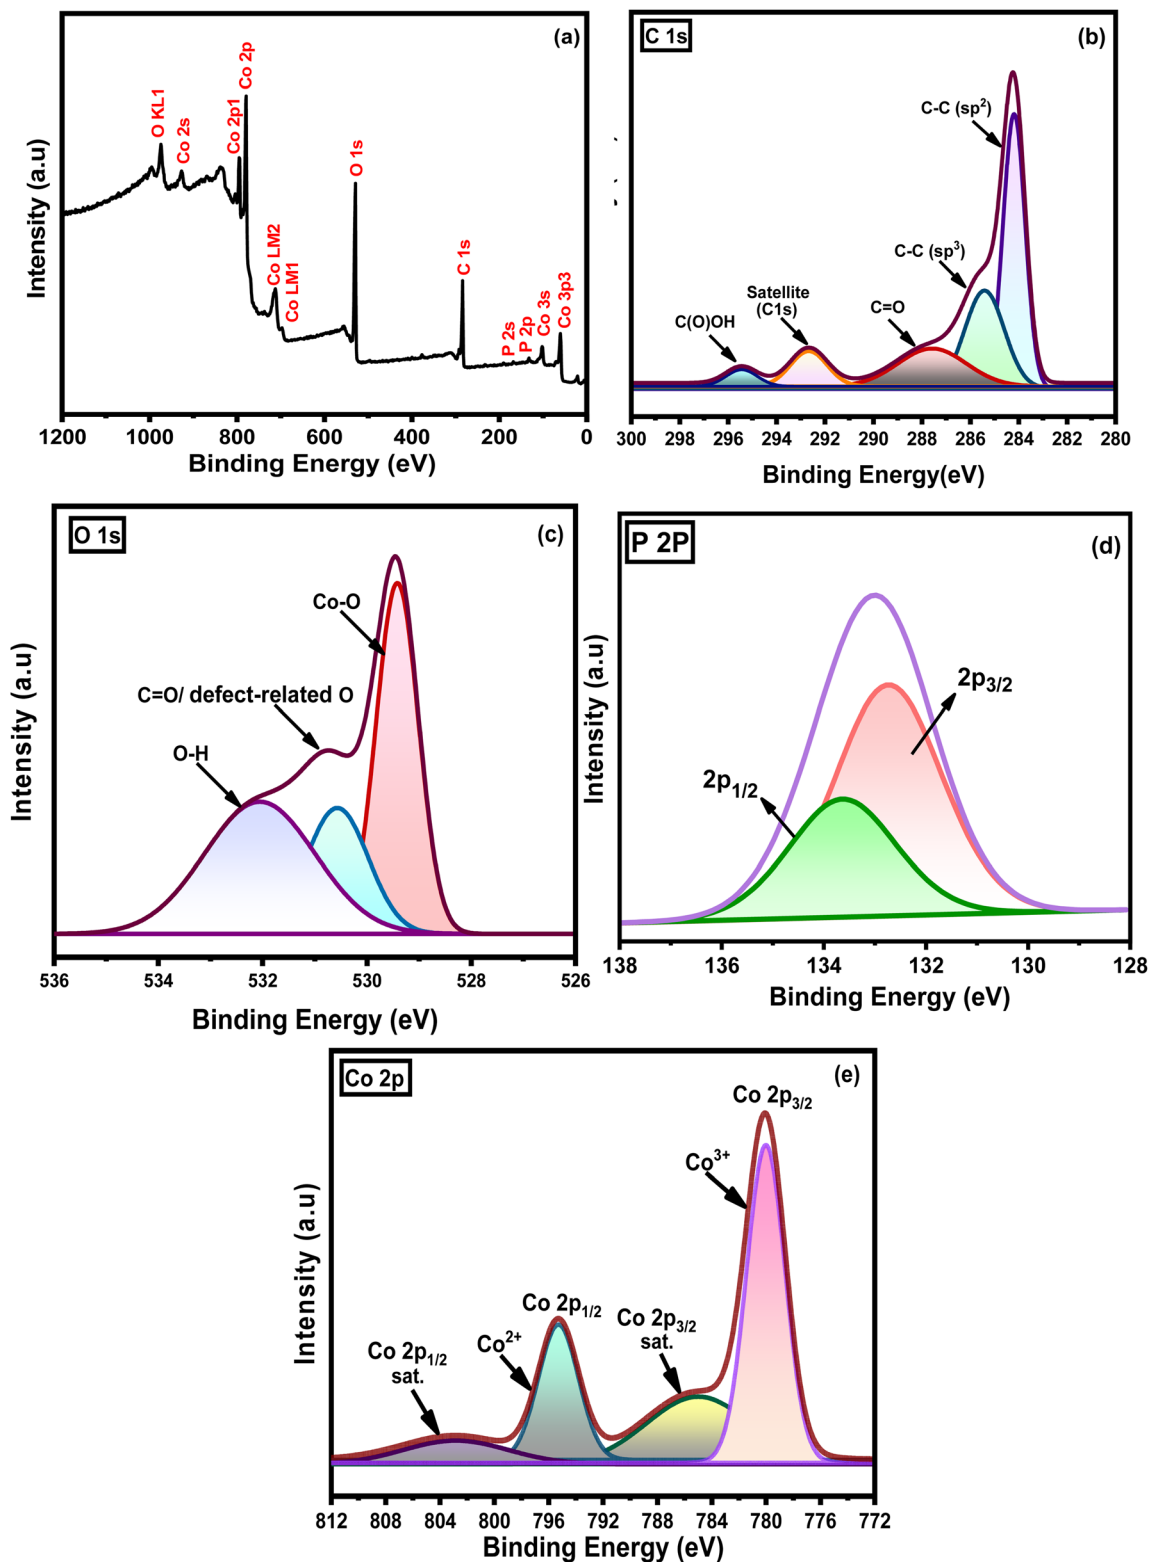 (a)
O KL1
Co 2s
Co 2p1
Co 2p
Co LM2
Co LM1
O 1s
C 1s
P 2s
P 2p
Co 3s
Co 3p3
Intensity (a.u)
1200 1000 800 600 400 200 0
Binding Energy (eV)
C 1s
(b)
C-C (sp²)
C-C (sp³)
C=O
Satellite
(C1s)
C(O)OH
Intensity (a.u)
300 298 296 294 292 290 288 286 284 282 280
Binding Energy(eV)
O 1s
(c)
Co-O
C=O/ defect-related O
O-H
Intensity (a.u)
536 534 532 530 528 526
Binding Energy (eV)
P 2P
(d)
2p3/2
2p1/2
Intensity (a.u)
138 136 134 132 130 128
Binding Energy (eV)
Co 2p
(e)
Co 2p3/2
Co³⁺
Co 2p1/2
Co²⁺
Co 2p3/2
sat.
Co 2p1/2
sat.
Intensity (a.u)
812 808 804 800 796 792 788 784 780 776 772
Binding Energy (eV)